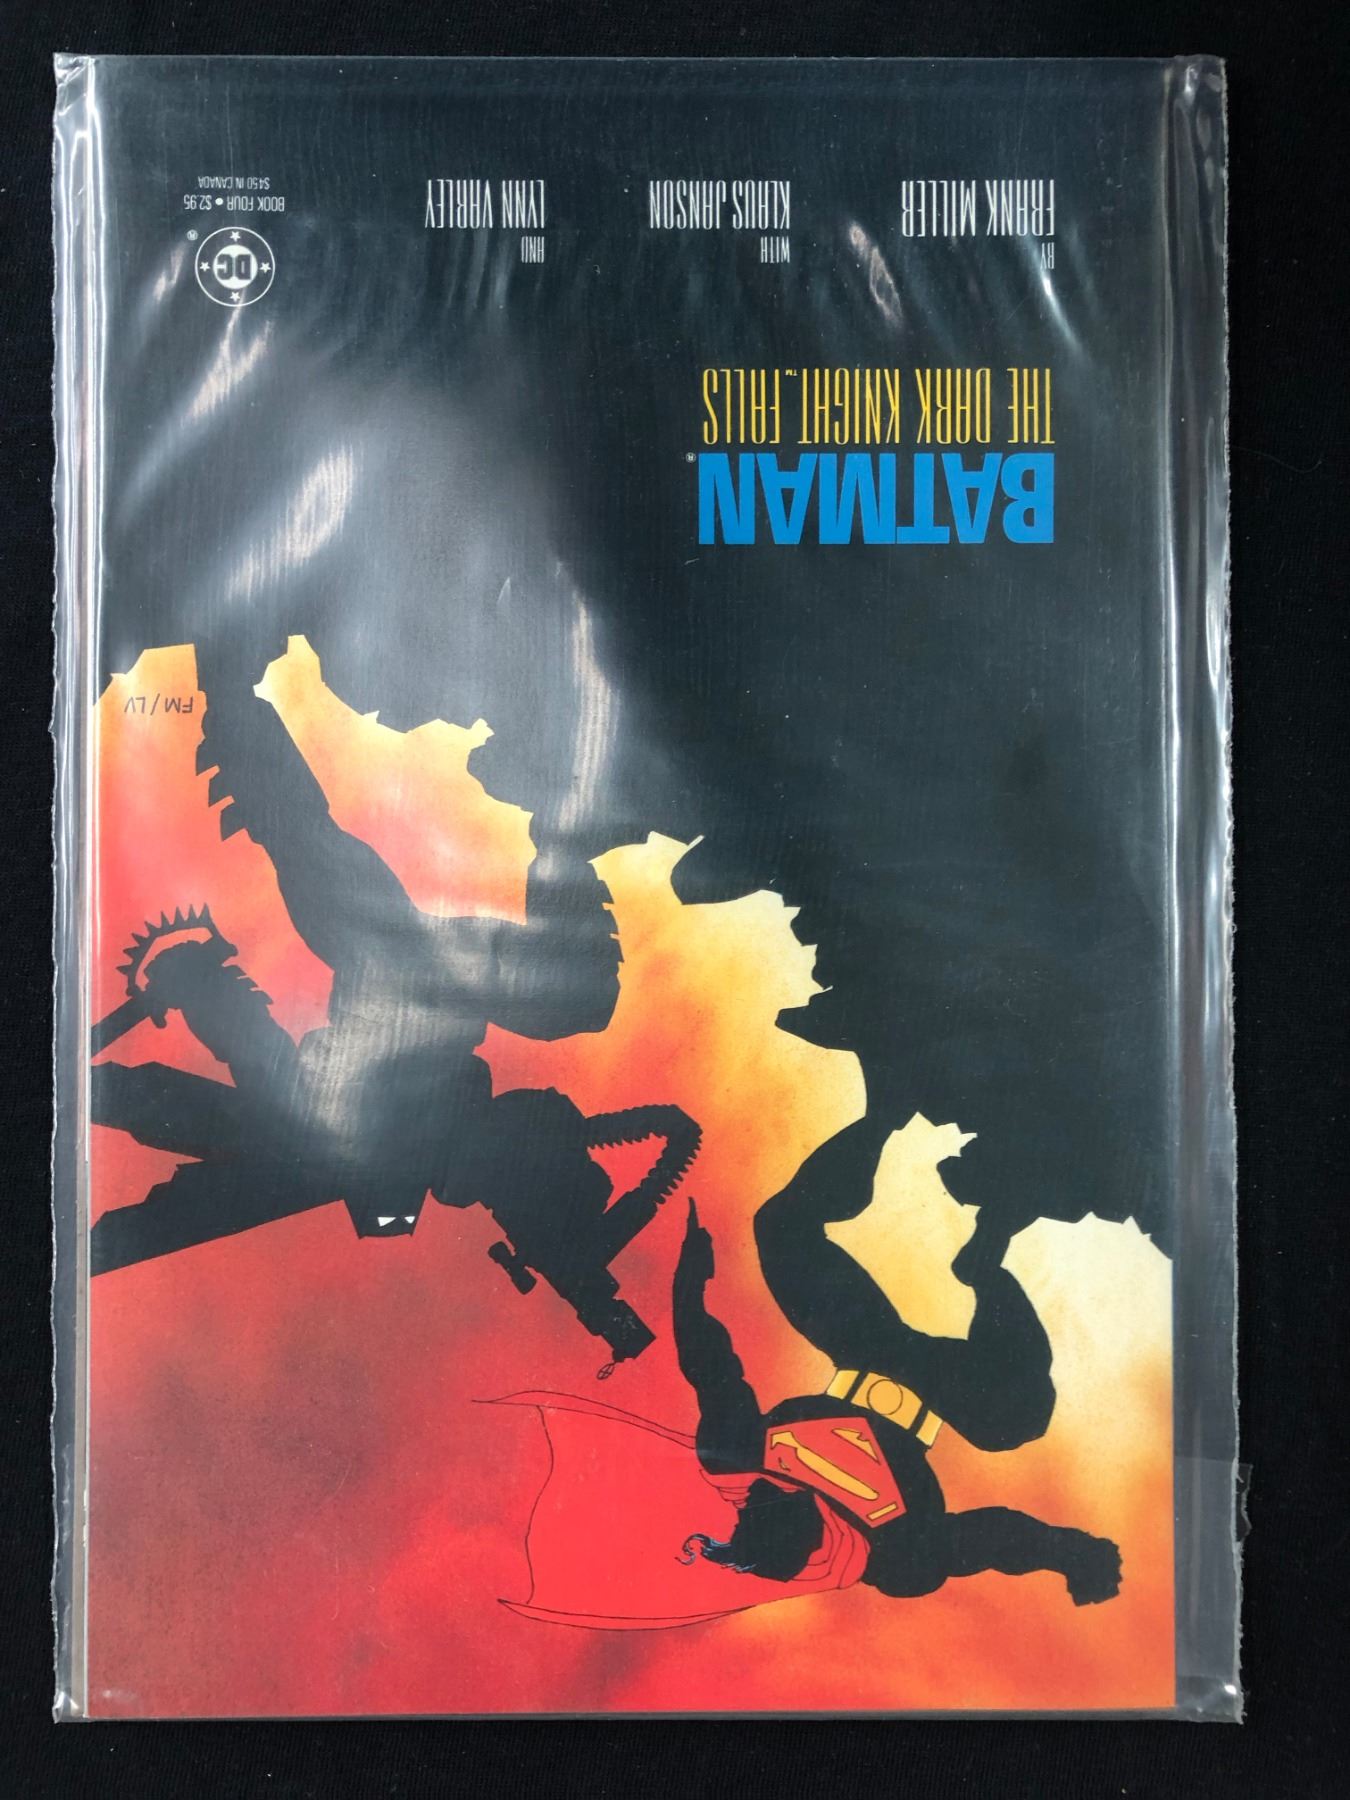 FM / LV
BATMAN®
THE DARK KNIGHT™ FALLS
BY
FRANK MILLER
WITH
KLAUS JANSON
AND
LYNN VARLEY
DC ®
BOOK FOUR • $2.95
$4.50 IN CANADA